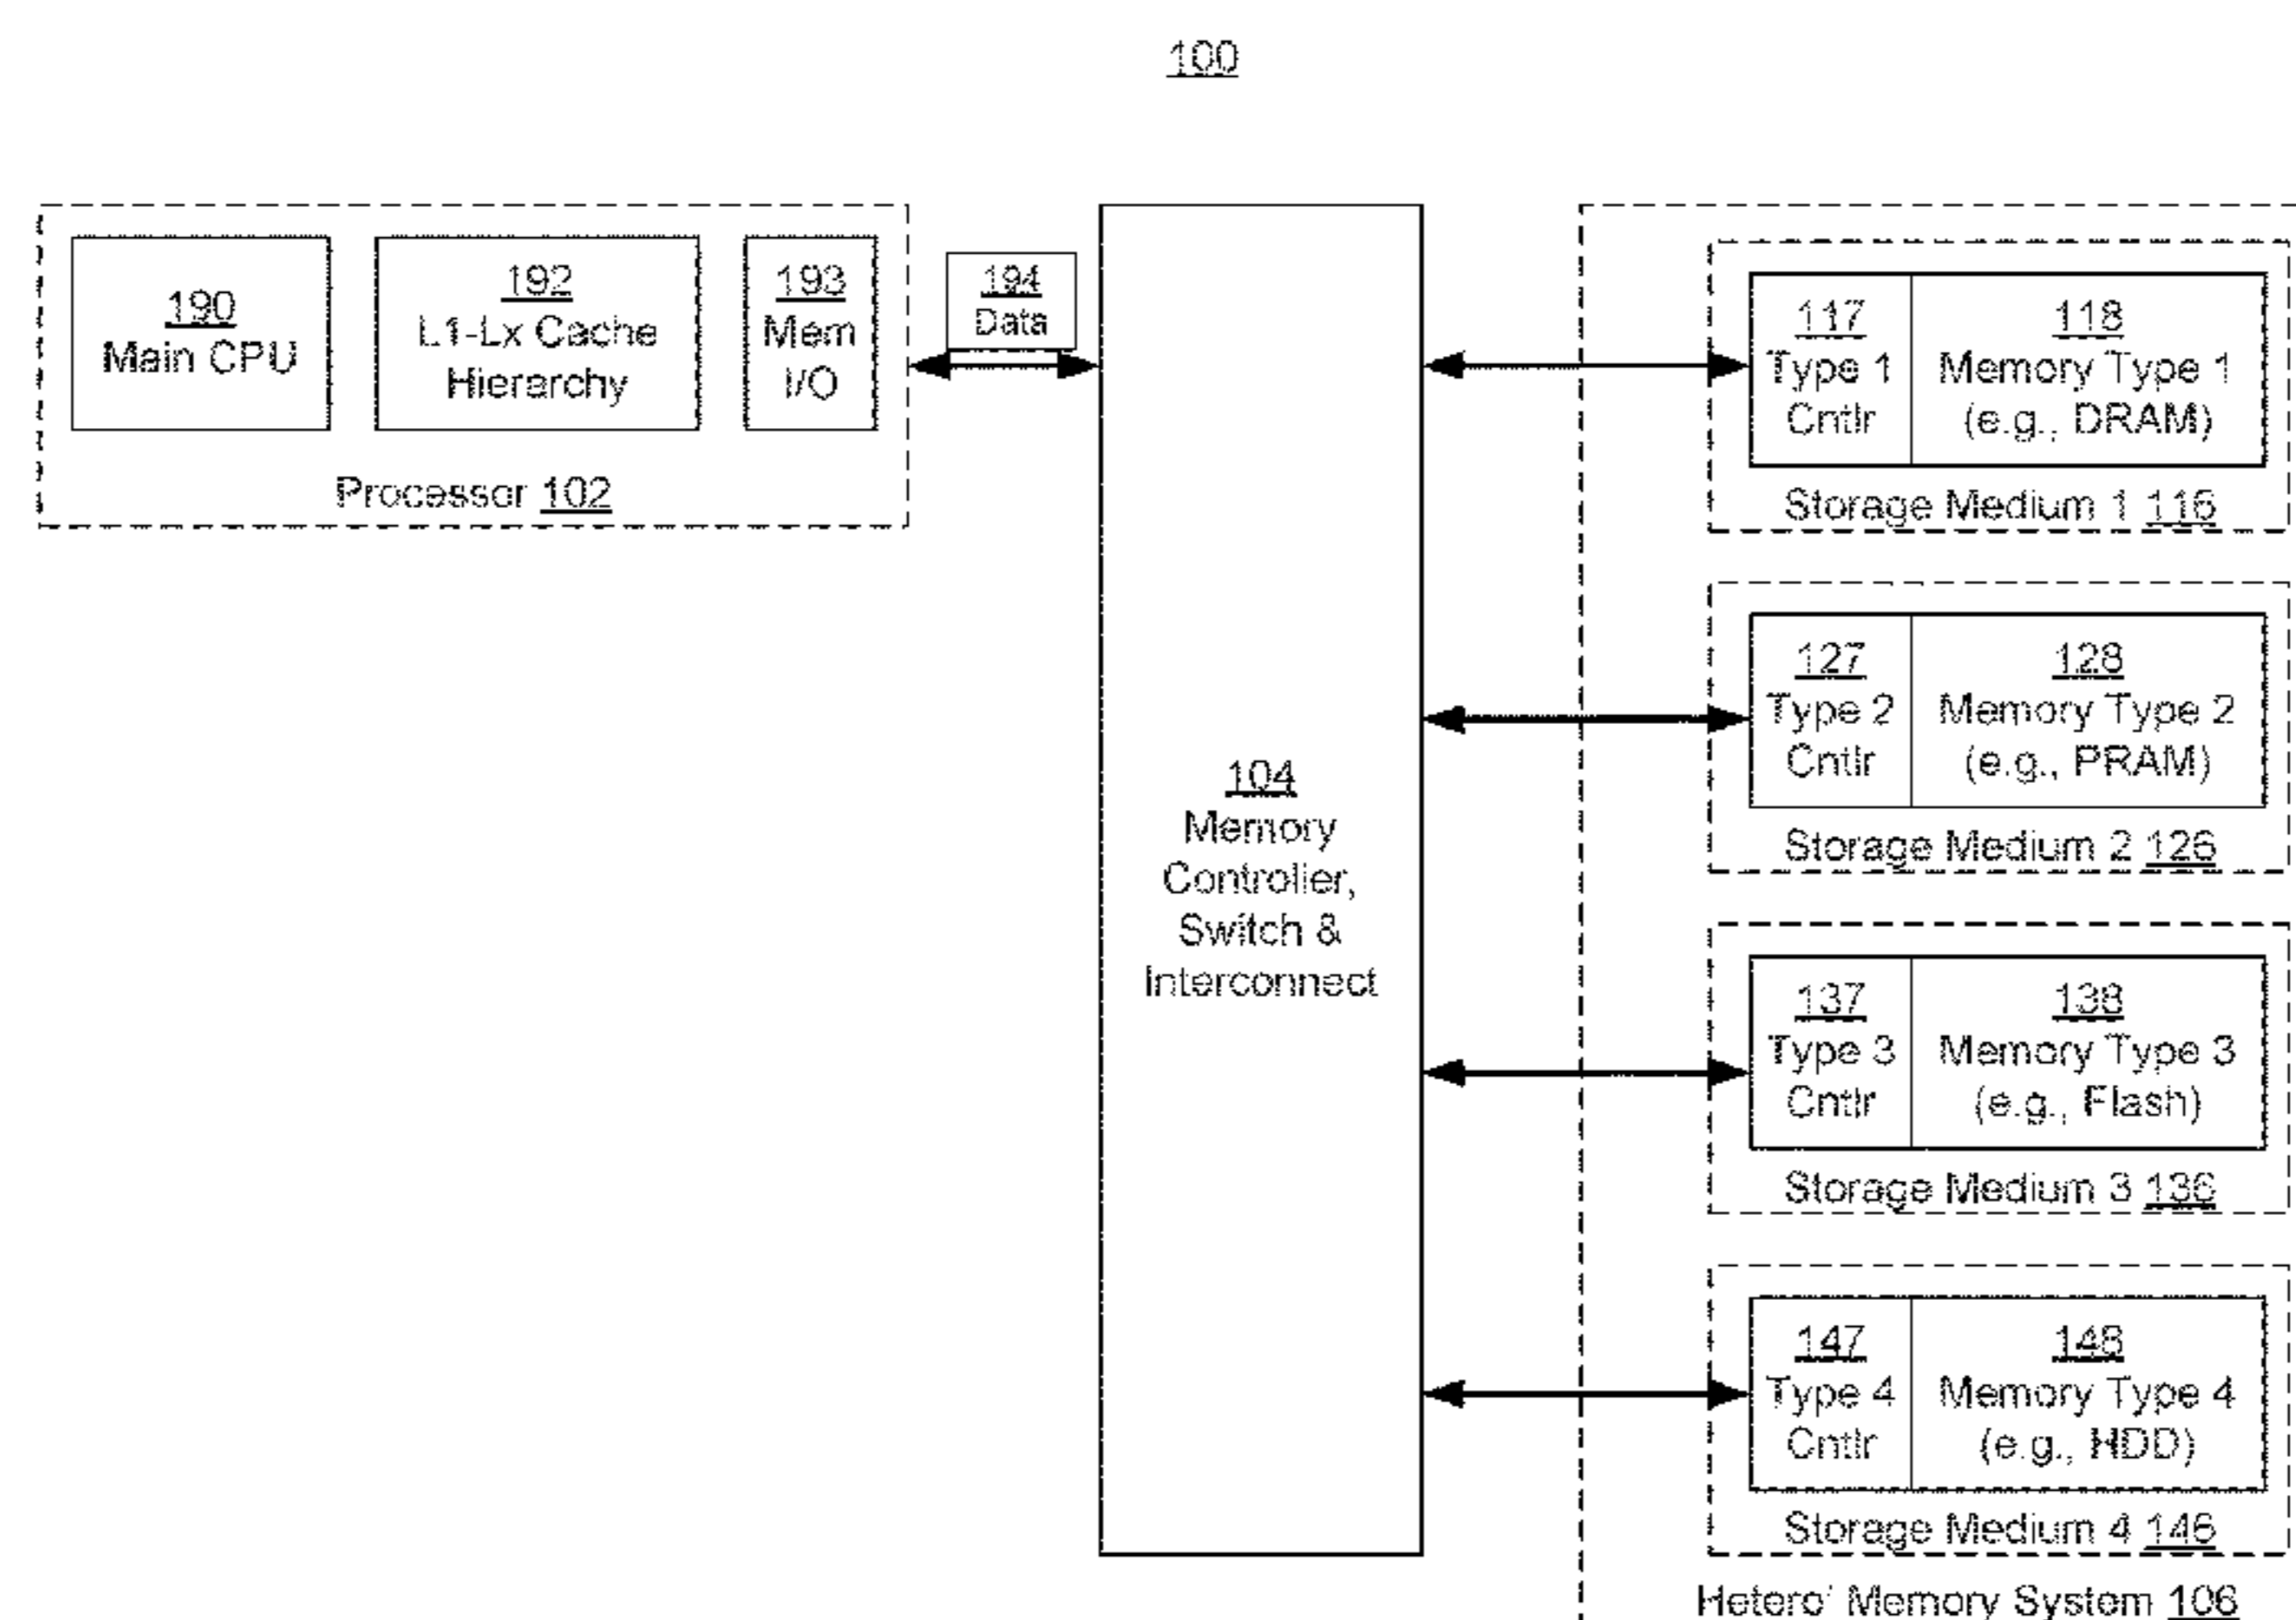 100
190
Main CPU
192
L1-Lx Cache
Hierarchy
193
Mem
I/O
Processor 102
194
Data
104
Memory
Controller,
Switch &
Interconnect
117
Type 1
Cntlr
118
Memory Type 1
(e.g., DRAM)
Storage Medium 1 116
127
Type 2
Cntlr
128
Memory Type 2
(e.g., PRAM)
Storage Medium 2 126
137
Type 3
Cntlr
138
Memory Type 3
(e.g., Flash)
Storage Medium 3 136
147
Type 4
Cntlr
148
Memory Type 4
(e.g., HDD)
Storage Medium 4 146
Hetero' Memory System 106